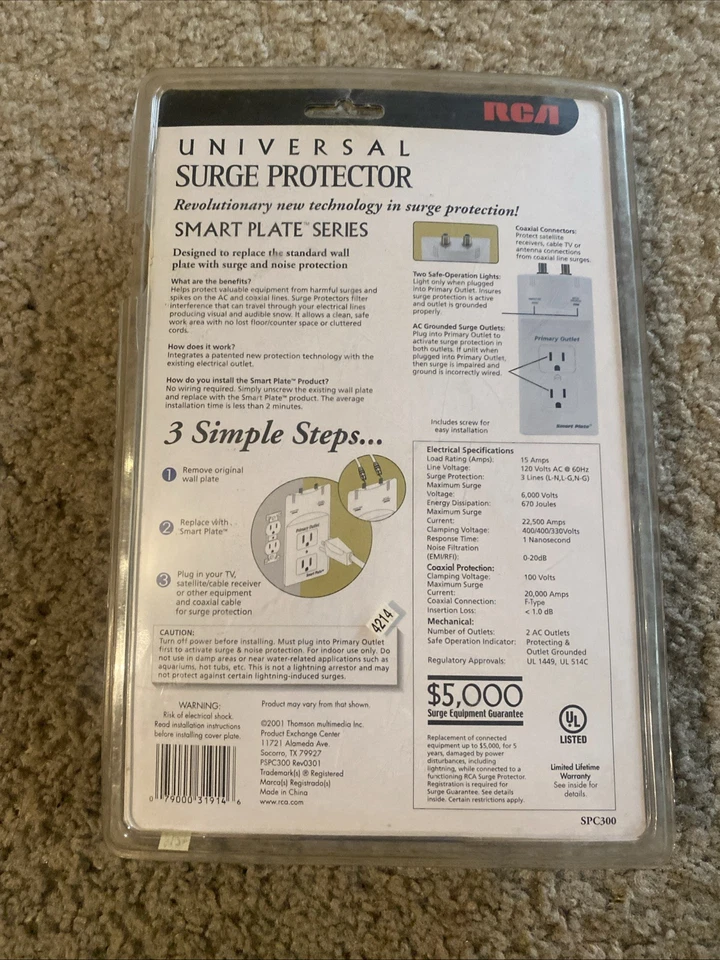 RCA
UNIVERSAL
SURGE PROTECTOR
Revolutionary new technology in surge protection!
SMART PLATE™ SERIES
Designed to replace the standard wall
plate with surge and noise protection
What are the benefits?
Helps protect valuable equipment from harmful surges and
spikes on the AC and coaxial lines. Surge Protectors filter
interference that can travel through your electrical lines
producing visual and audible snow. It allows a clean, safe
work area with no lost floor/counter space or cluttered
cords.
How does it work?
Integrates a patented new protection technology with the
existing electrical outlet.
How do you install the Smart Plate™ Product?
No wiring required. Simply unscrew the existing wall plate
and replace with the Smart Plate™ product. The average
installation time is less than 2 minutes.
Coaxial Connectors:
Protect satellite
receivers, cable TV or
antenna connections
from coaxial line surges.
Two Safe-Operation Lights:
Light only when plugged
into Primary Outlet. Insures
surge protection is active
and outlet is grounded
properly.
AC Grounded Surge Outlets:
Plug into Primary Outlet to
activate surge protection in
both outlets. If unlit when
plugged into Primary Outlet,
then surge is impaired and
ground is incorrectly wired.
Primary Outlet
Smart Plate™
Includes screw for
easy installation
3 Simple Steps...
1 Remove original
wall plate
2 Replace with . .
Smart Plate™
3 Plug in your TV,
satellite/cable receiver
or other equipment
and coaxial cable
for surge protection
Primary Outlet
Smart Plate™
4214
CAUTION:
Turn off power before installing. Must plug into Primary Outlet
first to activate surge & noise protection. For indoor use only. Do
not use in damp areas or near water-related applications such as
aquariums, hot tubs, etc. This is not a lightning arrestor and may
not protect against certain lightning-induced surges.
Electrical Specifications
Load Rating (Amps): 15 Amps
Line Voltage: 120 Volts AC @ 60Hz
Surge Protection: 3 Lines (L-N,L-G,N-G)
Maximum Surge
Voltage: 6,000 Volts
Energy Dissipation: 670 Joules
Maximum Surge
Current: 22,500 Amps
Clamping Voltage: 400/400/330Volts
Response Time: 1 Nanosecond
Noise Filtration
(EMI/RFI): 0-20dB
Coaxial Protection:
Clamping Voltage: 100 Volts
Maximum Surge
Current: 20,000 Amps
Coaxial Connection: F-Type
Insertion Loss: < 1.0 dB
Mechanical:
Number of Outlets: 2 AC Outlets
Safe Operation Indicator: Protecting &
Outlet Grounded
Regulatory Approvals: UL 1449, UL 514C
$5,000
Surge Equipment Guarantee
Replacement of connected
equipment up to $5,000, for 5
years, damaged by power
disturbances, including
lightning, while connected to a
functioning RCA Surge Protector.
Registration is required for
Surge Guarantee. See details
inside. Certain restrictions apply.
UL
LISTED
Limited Lifetime
Warranty
See inside for
details.
WARNING:
Risk of electrical shock.
Read installation instructions
before installing cover plate.
0 79000 31914 6
Product may vary from that shown.
©2001 Thomson multimedia Inc.
Product Exchange Center
11721 Alameda Ave.
Socorro, TX 79927
PSPC300 Rev0301
Trademark(s) ® Registered
Marca(s) Registrada(s)
Made in China
www.rca.com
SPC300